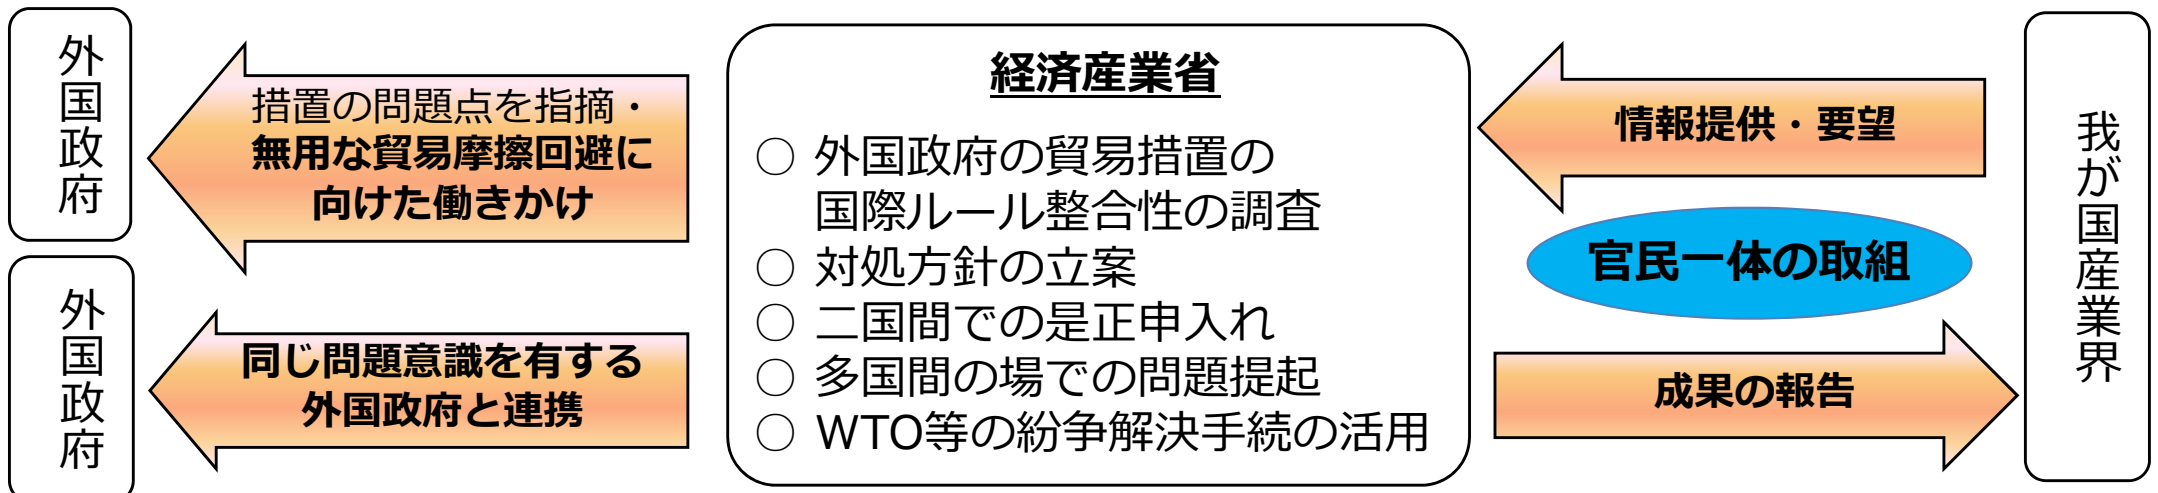 外国政府
措置の問題点を指摘・
無用な貿易摩擦回避に
向けた働きかけ
外国政府
同じ問題意識を有する
外国政府と連携
経済産業省
○ 外国政府の貿易措置の
国際ルール整合性の調査
○ 対処方針の立案
○ 二国間での是正申入れ
○ 多国間の場での問題提起
○ WTO等の紛争解決手続の活用
情報提供・要望
官民一体の取組
成果の報告
我が国産業界